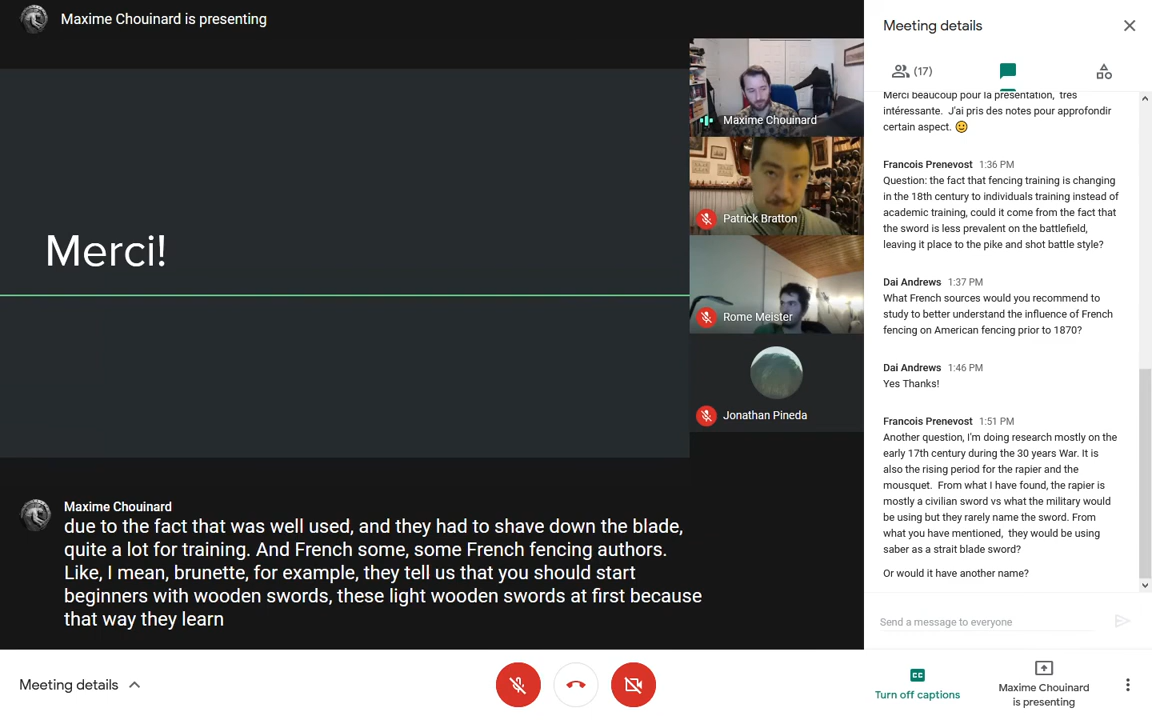 Maxime Chouinard is presenting
Merci!
Maxime Chouinard
Patrick Bratton
Rome Meister
Jonathan Pineda
Maxime Chouinard
due to the fact that was well used, and they had to shave down the blade,
quite a lot for training. And French some, some French fencing authors.
Like, I mean, brunette, for example, they tell us that you should start
beginners with wooden swords, these light wooden swords at first because
that way they learn
Meeting details
Meeting details
(17)
Merci beaucoup pour la présentation, très
intéressante. J'ai pris des notes pour approfondir
certain aspect. 🙂
Francois Prenevost 1:36 PM
Question: the fact that fencing training is changing
in the 18th century to individuals training instead of
academic training, could it come from the fact that
the sword is less prevalent on the battlefield,
leaving it place to the pike and shot battle style?
Dai Andrews 1:37 PM
What French sources would you recommend to
study to better understand the influence of French
fencing on American fencing prior to 1870?
Dai Andrews 1:46 PM
Yes Thanks!
Francois Prenevost 1:51 PM
Another question, I'm doing research mostly on the
early 17th century during the 30 years War. It is
also the rising period for the rapier and the
mousquet. From what I have found, the rapier is
mostly a civilian sword vs what the military would
be using but they rarely name the sword. From
what you have mentioned, they would be using
saber as a strait blade sword?
Or would it have another name?
Send a message to everyone
CC
Turn off captions
Maxime Chouinard
is presenting